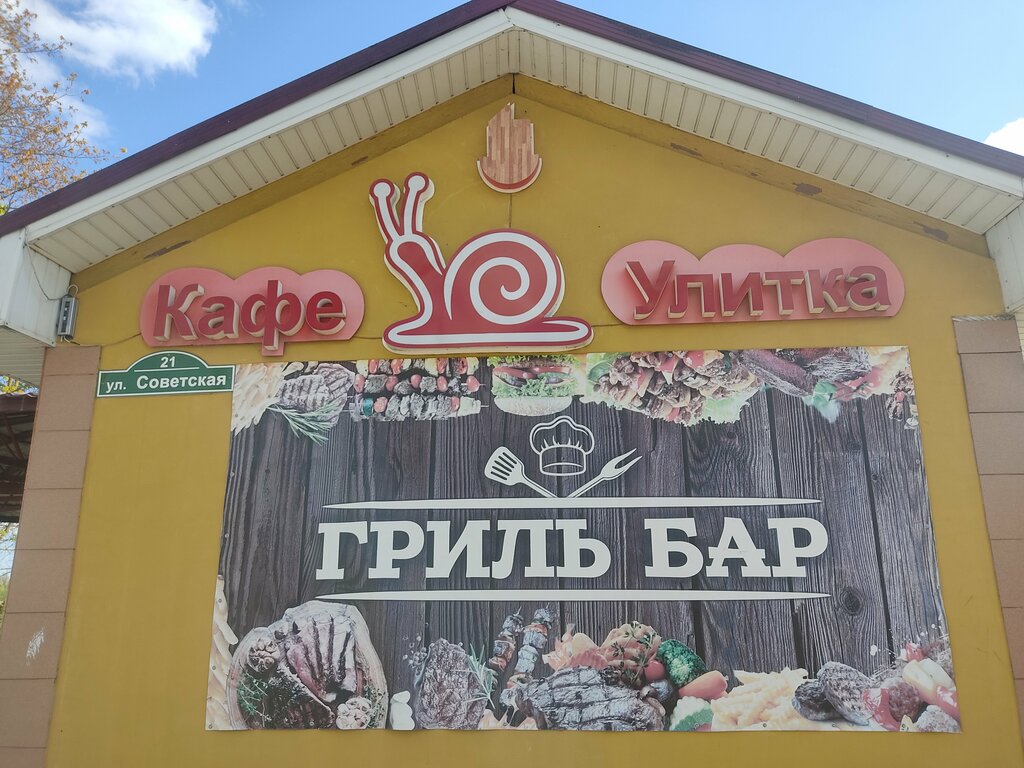 Кафе Улитка
21
ул. Советская
ГРИЛЬ БАР